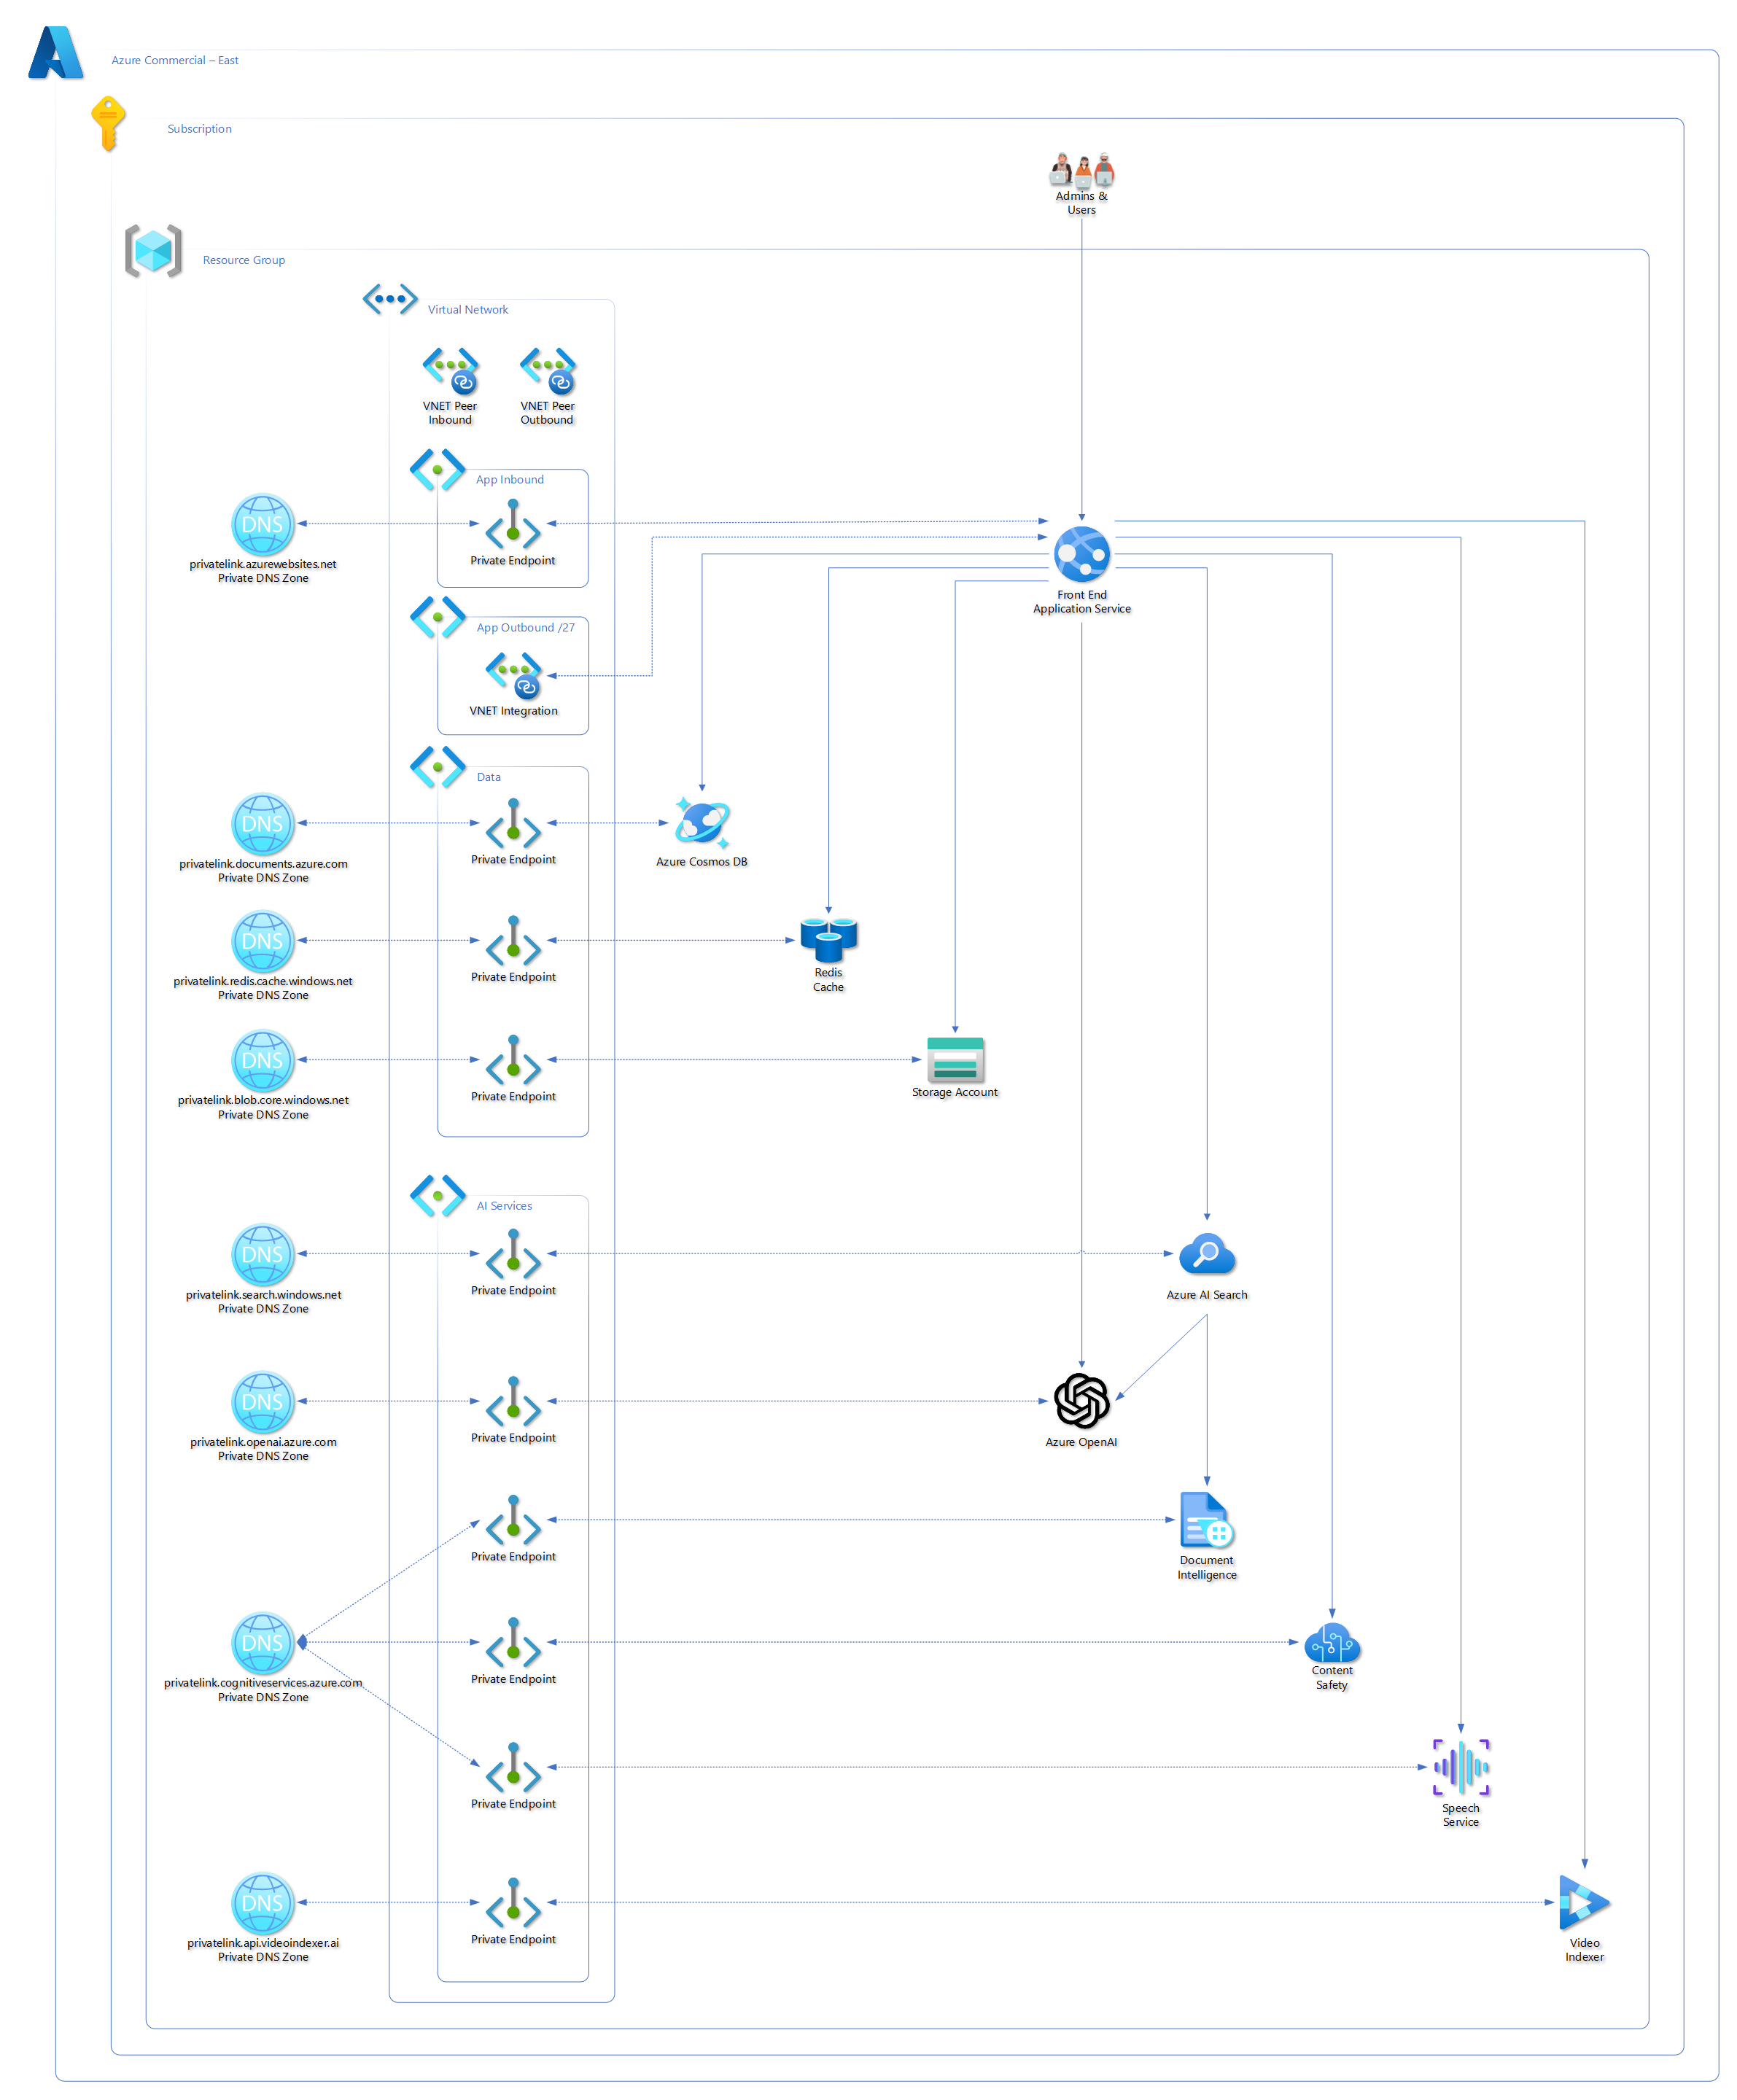 Azure Commercial – East
Subscription
Admins &
Users
Resource Group
Virtual Network
VNET Peer
Inbound
VNET Peer
Outbound
App Inbound
DNS
privatelink.azurewebsites.net
Private DNS Zone
Private Endpoint
Front End
Application Service
App Outbound /27
VNET Integration
Data
DNS
privatelink.documents.azure.com
Private DNS Zone
Private Endpoint
Azure Cosmos DB
DNS
privatelink.redis.cache.windows.net
Private DNS Zone
Private Endpoint
Redis
Cache
DNS
privatelink.blob.core.windows.net
Private DNS Zone
Private Endpoint
Storage Account
AI Services
DNS
privatelink.search.windows.net
Private DNS Zone
Private Endpoint
Azure AI Search
DNS
privatelink.openai.azure.com
Private DNS Zone
Private Endpoint
Azure OpenAI
Private Endpoint
Document
Intelligence
DNS
privatelink.cognitiveservices.azure.com
Private DNS Zone
Private Endpoint
Content
Safety
Private Endpoint
Speech
Service
DNS
privatelink.api.videoindexer.ai
Private DNS Zone
Private Endpoint
Video
Indexer